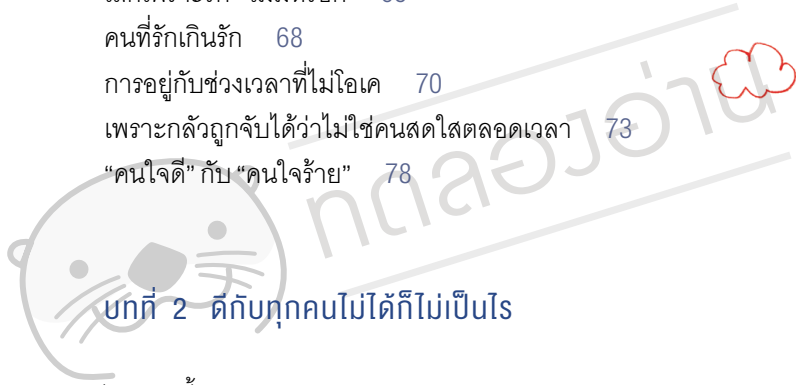 คนที่รักเกินรัก 68
การอยู่กับช่วงเวลาที่ไม่โอเค 70
เพราะกลัวถูกจับได้ว่าไม่ใช่คนสดใสตลอดเวลา 73
“คนใจดี” กับ “คนใจร้าย” 78
ทดลองอ่าน
บทที่ 2 ดีกับทุกคนไม่ได้ก็ไม่เป็นไร